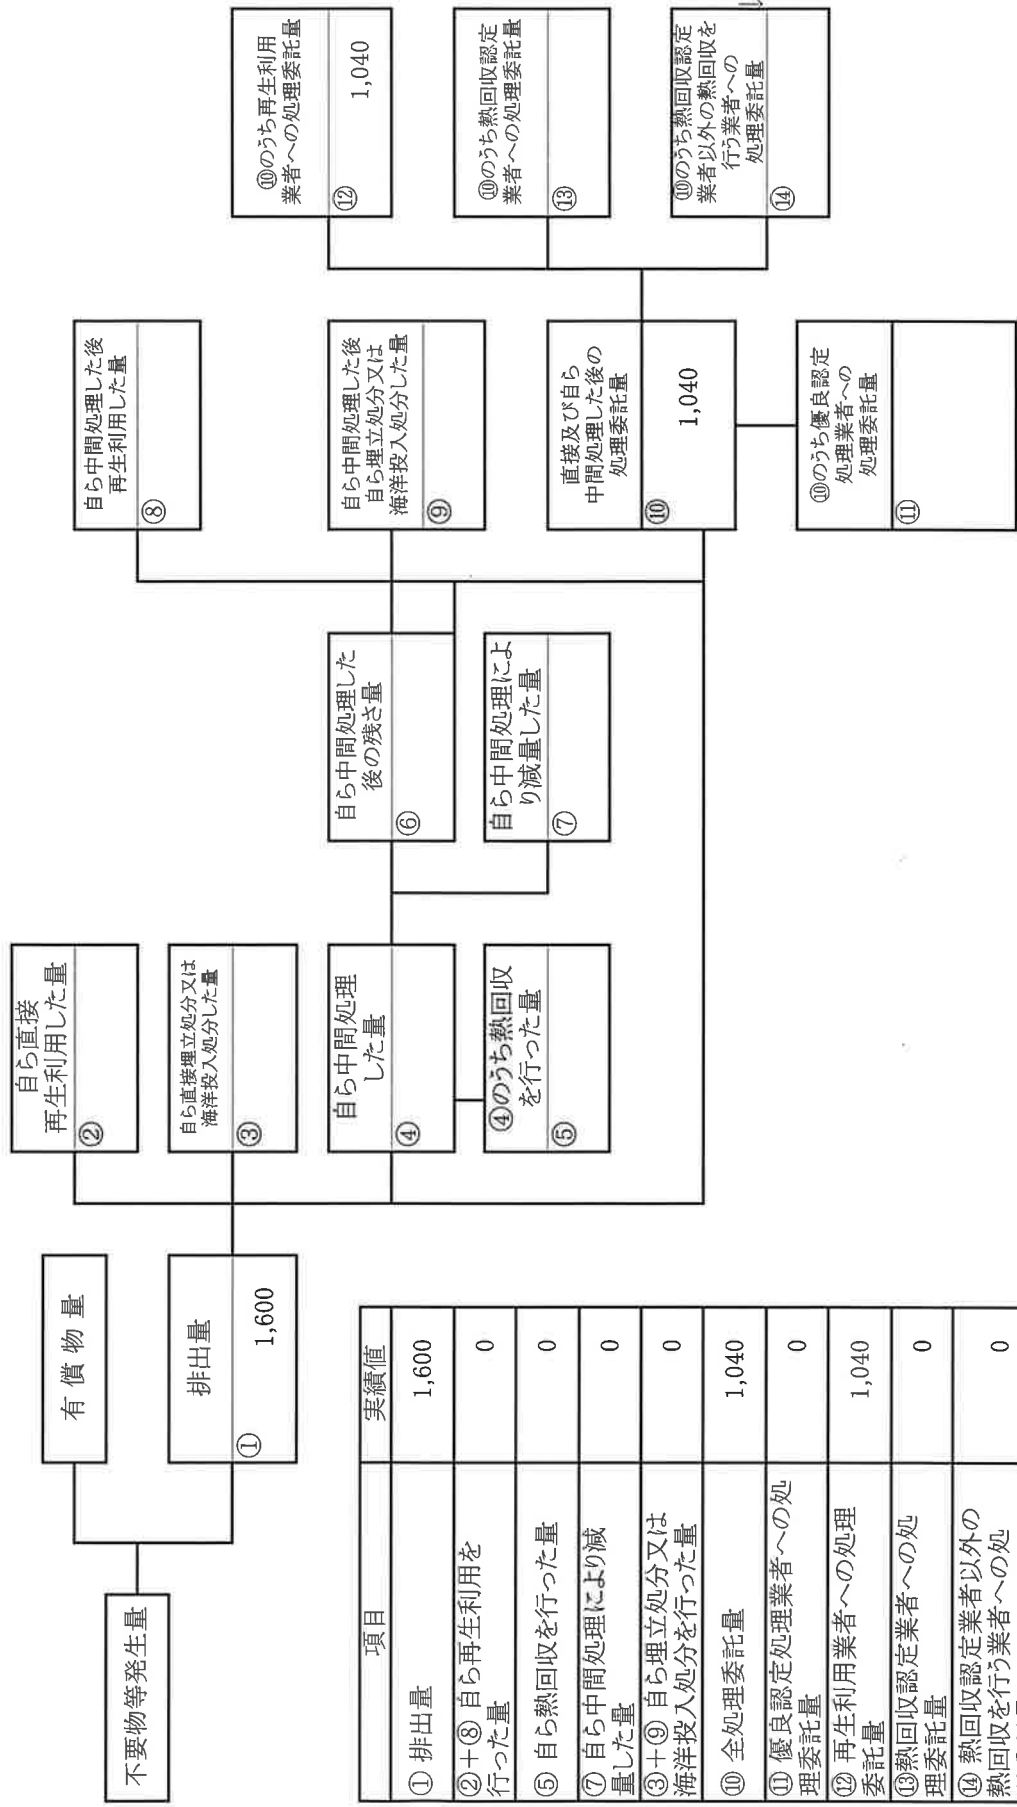 不要物等発生量
有 償 物 量
排出量
①
1,600
自ら直接
再生利用した量
②
自ら直接埋立処分又は
海洋投入処分した量
③
自ら中間処理
した量
④
④のうち熱回収
を行った量
⑤
自ら中間処理した
後の残さ量
⑥
自ら中間処理によ
り減量した量
⑦
自ら中間処理した後
再生利用した量
⑧
自ら中間処理した後
自ら埋立処分又は
海洋投入処分した量
⑨
直接及び自ら
中間処理した後の
処理委託量
⑩
1,040
⑩のうち優良認定
処理業者への
処理委託量
⑪
⑩のうち再生利用
業者への処理委託量
⑫
1,040
⑩のうち熱回収認定
業者への処理委託量
⑬
⑩のうち熱回収認定
業者以外の熱回収を
行う業者への
処理委託量
⑭
項目 実績値
① 排出量 1,600
②+⑧ 自ら再生利用を
行った量 0
⑤ 自ら熱回収を行った量 0
⑦ 自ら中間処理により減
量した量 0
③+⑨ 自ら埋立処分又は
海洋投入処分を行った量 0
⑩ 全処理委託量 1,040
⑪ 優良認定処理業者への処
理委託量 0
⑫ 再生利用業者への処理
委託量 1,040
⑬熱回収認定業者への処
理委託量 0
⑭ 熱回収認定業者以外の
熱回収を行う業者への処 0